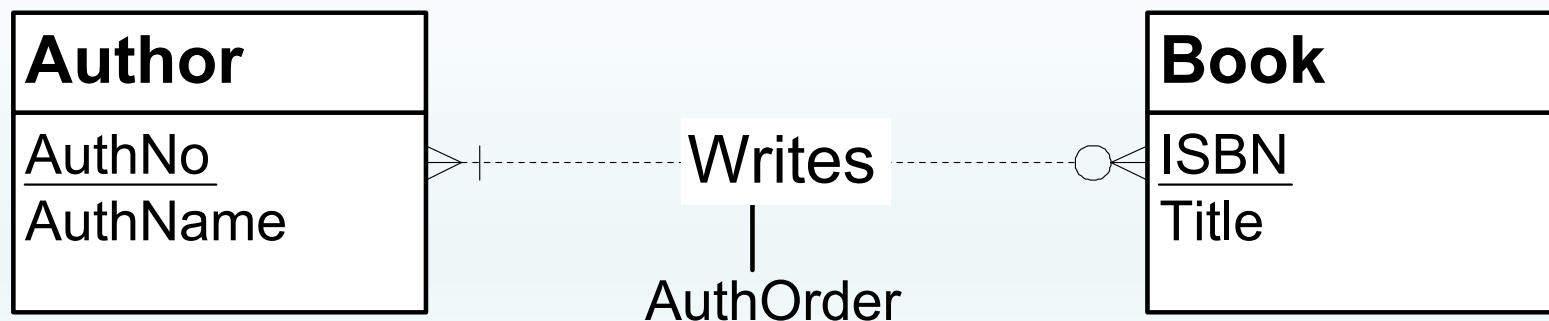 Author
AuthNo
AuthName
Writes
AuthOrder
Book
ISBN
Title